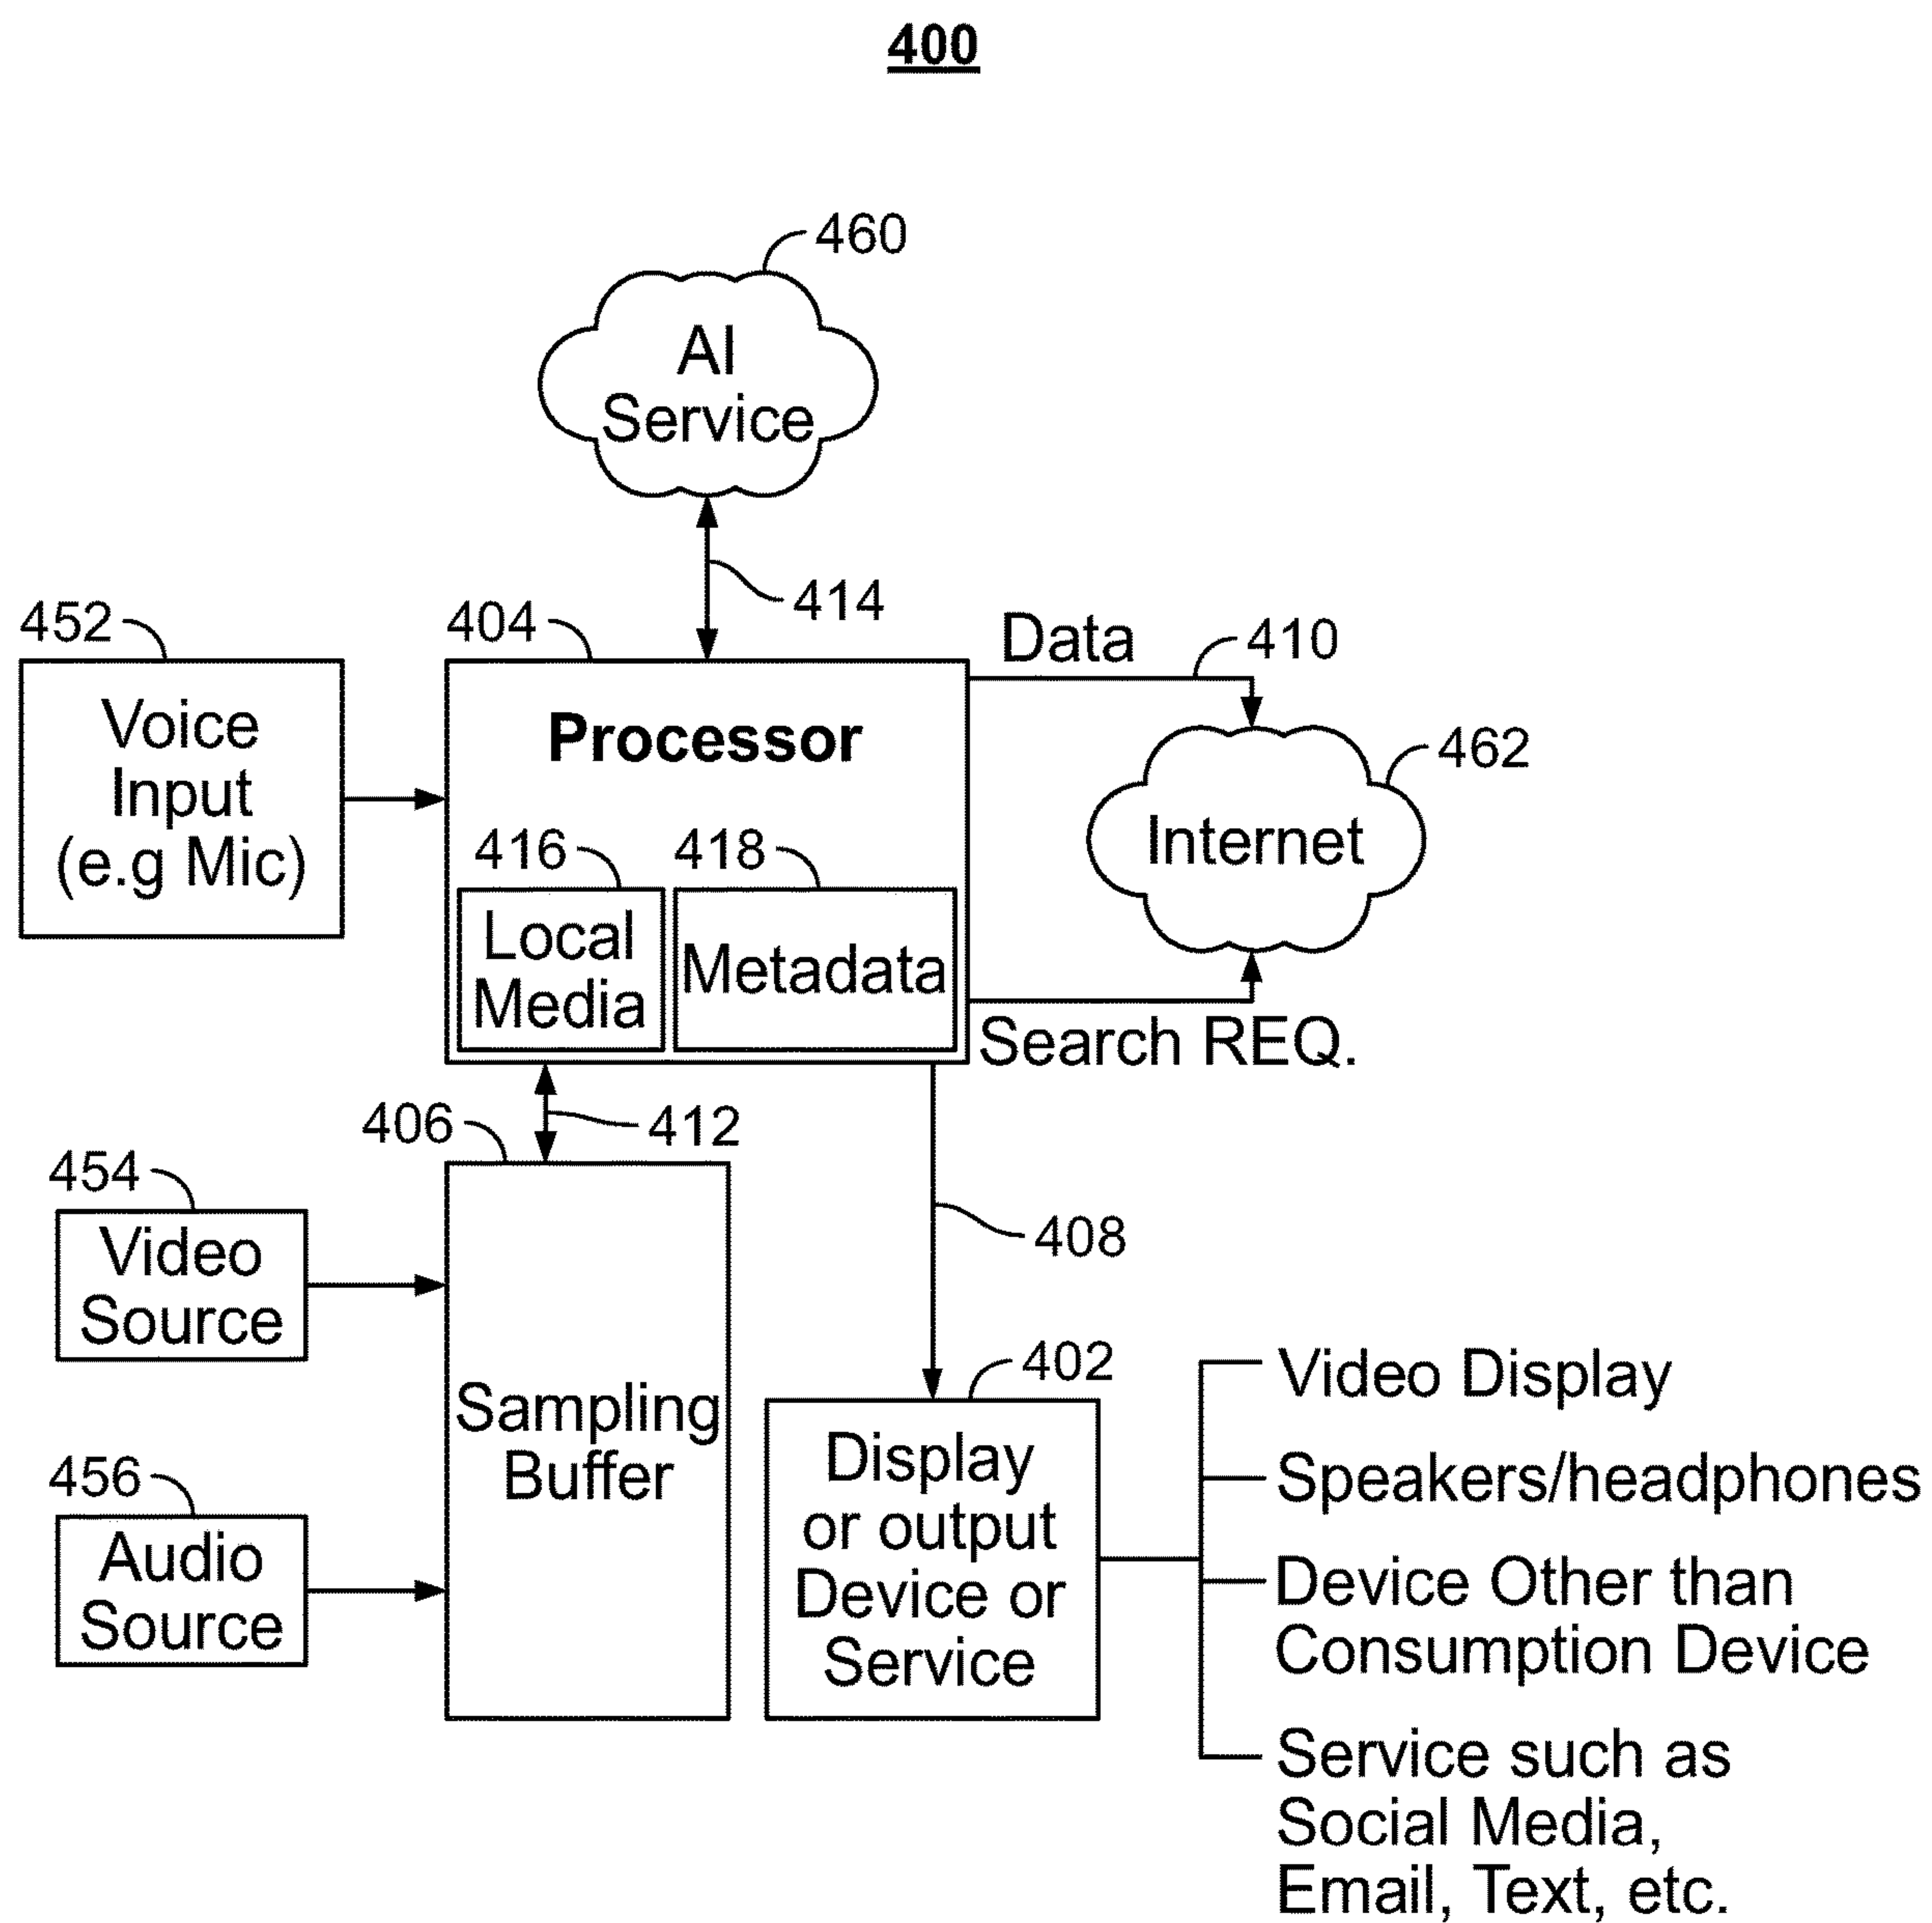 400
460
AI
Service
414
452
404
Data
410
Voice
Input
(e.g Mic)
Processor
462
Internet
416
418
Local
Media
Metadata
Search REQ.
406
412
454
Video
Source
408
Sampling
Buffer
402
Display
or output
Device or
Service
456
Audio
Source
Video Display
Speakers/headphones
Device Other than
Consumption Device
Service such as
Social Media,
Email, Text, etc.